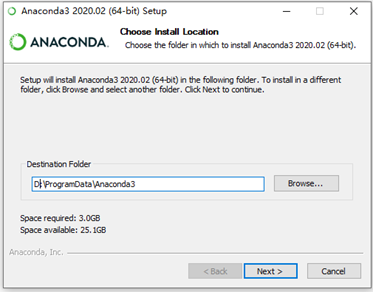 Anaconda3 2020.02 (64-bit) Setup
ANACONDA.
Choose Install Location
Choose the folder in which to install Anaconda3 2020.02 (64-bit).
Setup will install Anaconda3 2020.02 (64-bit) in the following folder. To install in a different
folder, click Browse and select another folder. Click Next to continue.
Destination Folder
D:\ProgramData\Anaconda3
Browse...
Space required: 3.0GB
Space available: 25.1GB
Anaconda, Inc.
< Back
Next >
Cancel